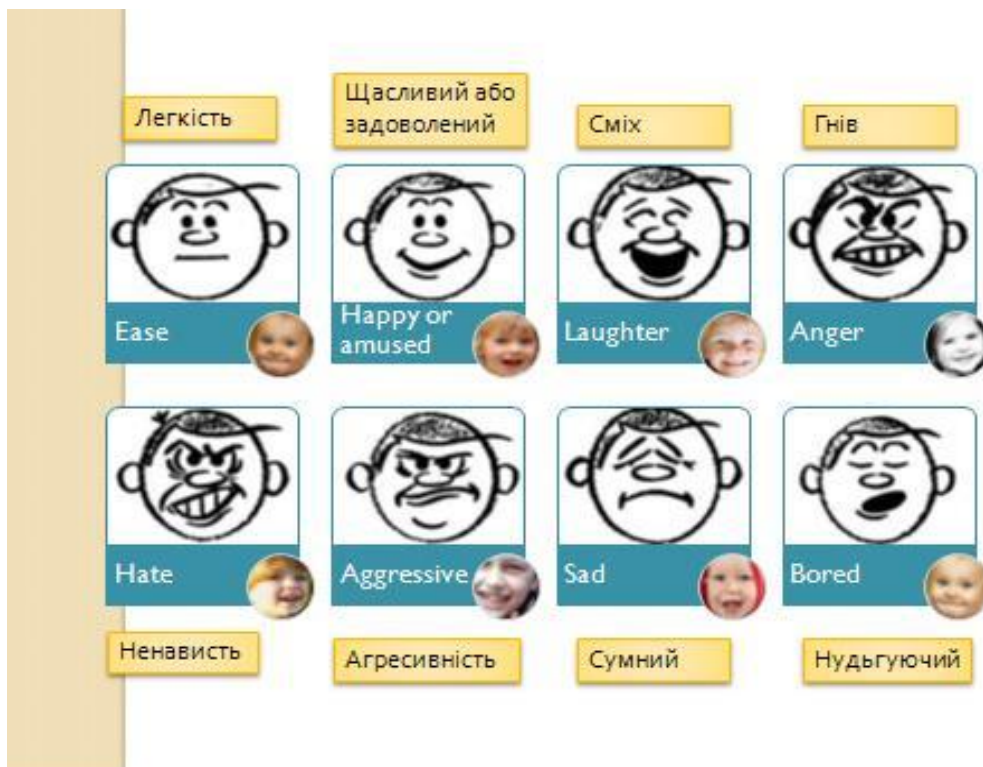 Легкість
Щасливий або
задоволений
Сміх
Гнів
Ease
Happy or
amused
Laughter
Anger
Hate
Aggressive
Sad
Bored
Ненависть
Агресивність
Сумний
Нудьгуючий